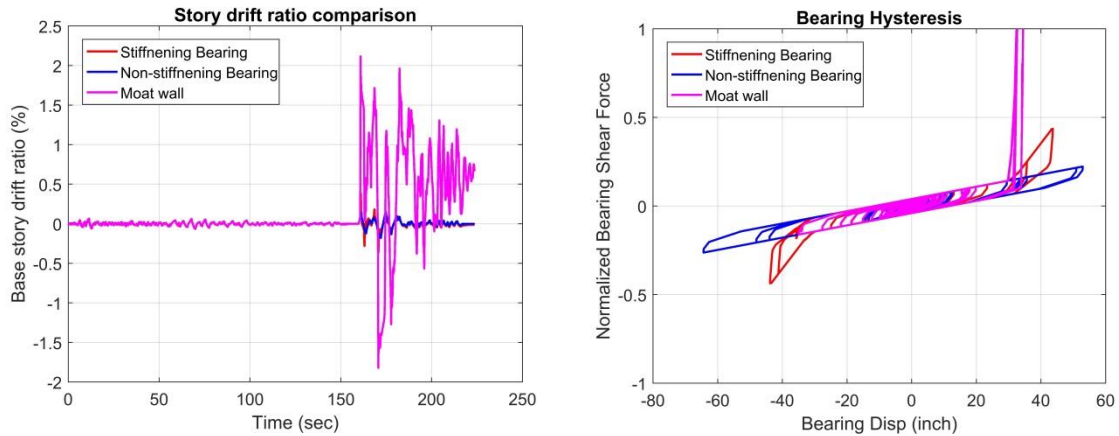 Story drift ratio comparison
2.5
2
1.5
1
0.5
0
-0.5
-1
-1.5
-2
Base story drift ratio (%)
Stiffnening Bearing
Non-stiffnening Bearing
Moat wall
0 50 100 150 200 250
Time (sec)
Bearing Hysteresis
1
0.5
0
-0.5
-1
Normalized Bearing Shear Force
Stiffnening Bearing
Non-stiffnening Bearing
Moat wall
-80 -60 -40 -20 0 20 40 60
Bearing Disp (inch)